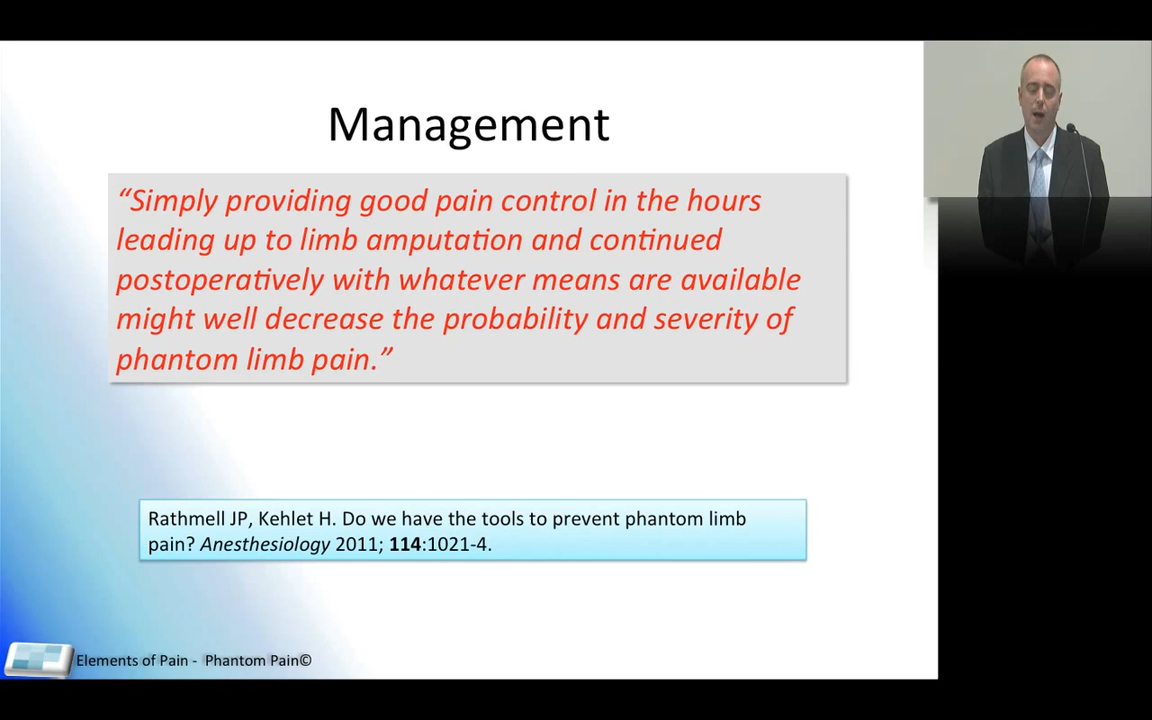 Management
“Simply providing good pain control in the hours
leading up to limb amputation and continued
postoperatively with whatever means are available
might well decrease the probability and severity of
phantom limb pain.”
Rathmell JP, Kehlet H. Do we have the tools to prevent phantom limb
pain? Anesthesiology 2011; 114:1021-4.
Elements of Pain - Phantom Pain©